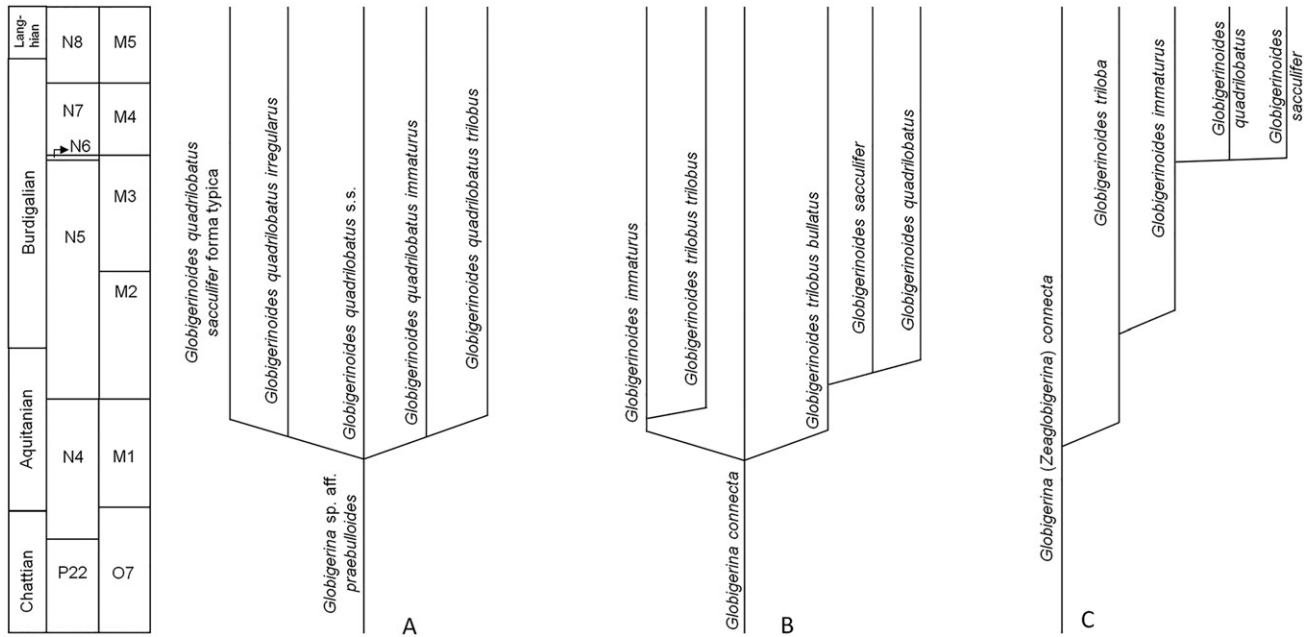 Lang-
hian
Burdigalian
Aquitanian
Chattian
N8
N7
N6
N5
N4
P22
M5
M4
M3
M2
M1
O7
Globigerinoides quadrilobatus
sacculifer forma typica
Globigerinoides quadrilobatus irregularus
Globigerinoides quadrilobatus s.s.
Globigerinoides quadrilobatus immaturus
Globigerinoides quadrilobatus trilobus
Globigerina sp. aff.
praebulloides
A
Globigerinoides immaturus
Globigerinoides trilobus trilobus
Globigerinoides trilobus bullatus
Globigerinoides sacculifer
Globigerinoides quadrilobatus
Globigerina connecta
B
Globigerina (Zeaglobigerina) connecta
Globigerinoides triloba
Globigerinoides immaturus
Globigerinoides
quadrilobatus
Globigerinoides
sacculifer
C